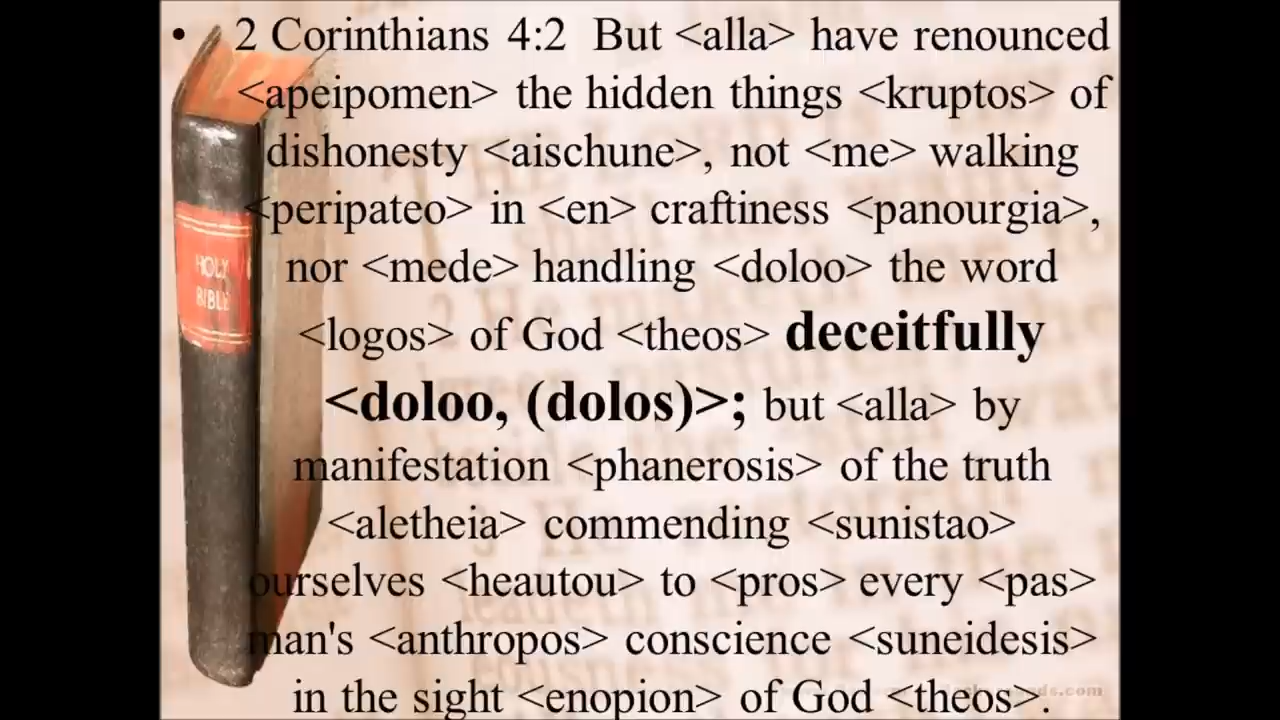 • 2 Corinthians 4:2 But <alla> have renounced
<apeipomen> the hidden things <kruptos> of
dishonesty <aischune>, not <me> walking
<peripateo> in <en> craftiness <panourgia>,
nor <mede> handling <doloo> the word
<logos> of God <theos> deceitfully
<doloo, (dolos)>; but <alla> by
manifestation <phanerosis> of the truth
<aletheia> commending <sunistao>
ourselves <heautou> to <pros> every <pas>
man's <anthropos> conscience <suneidesis>
in the sight <enopion> of God <theos>.
HOLY
BIBLE